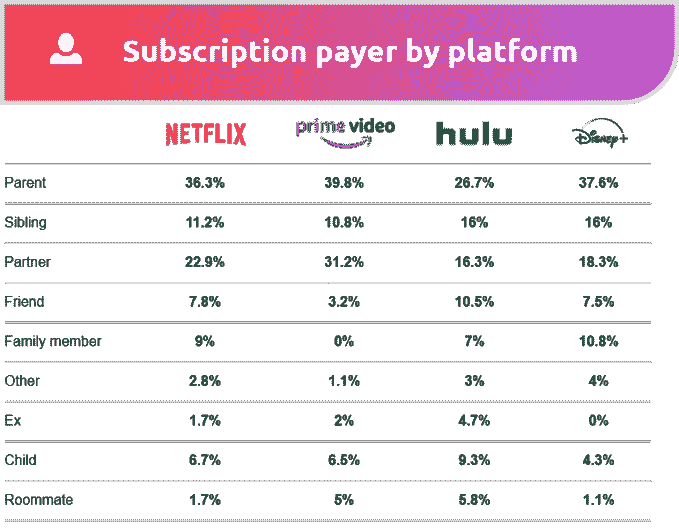 Subscription payer by platform
NETFLIX prime video hulu Disney+
Parent 36.3% 39.8% 26.7% 37.6%
Sibling 11.2% 10.8% 16% 16%
Partner 22.9% 31.2% 16.3% 18.3%
Friend 7.8% 3.2% 10.5% 7.5%
Family member 9% 0% 7% 10.8%
Other 2.8% 1.1% 3% 4%
Ex 1.7% 2% 4.7% 0%
Child 6.7% 6.5% 9.3% 4.3%
Roommate 1.7% 5% 5.8% 1.1%